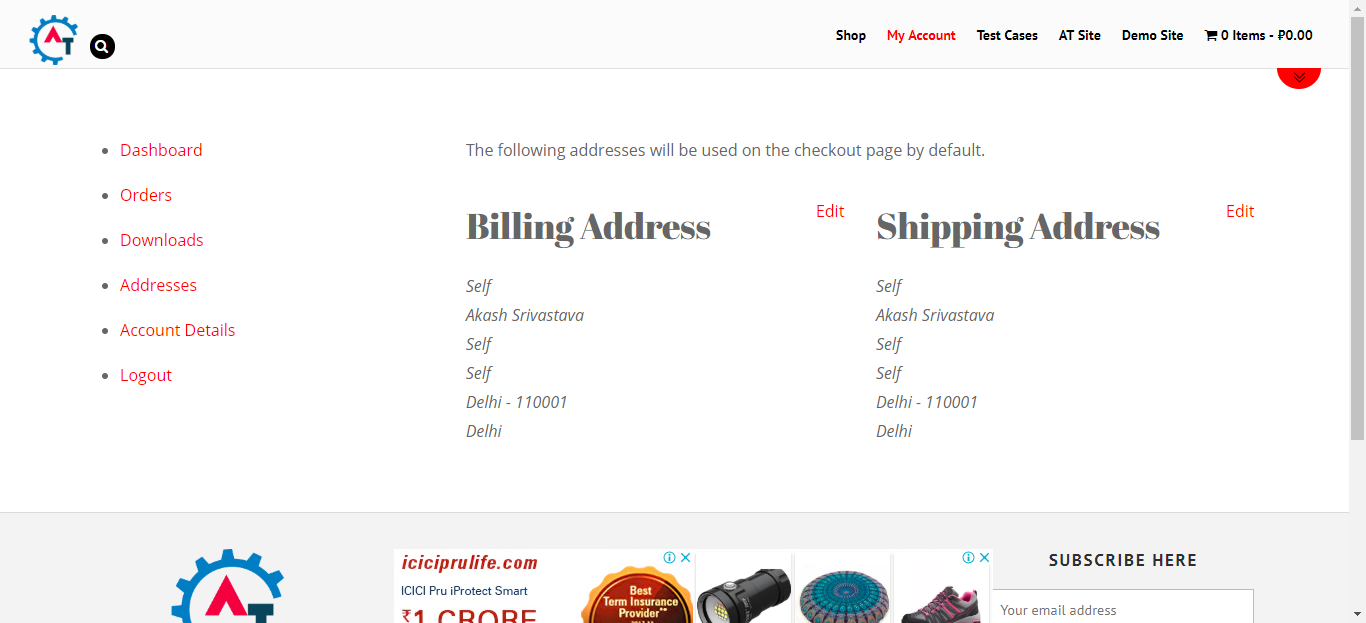 AT
Shop
My Account
Test Cases
AT Site
Demo Site
0 Items - ₽0.00
Dashboard
Orders
Downloads
Addresses
Account Details
Logout
The following addresses will be used on the checkout page by default.
Billing Address
Edit
Self
Akash Srivastava
Self
Self
Delhi - 110001
Delhi
Shipping Address
Edit
Self
Akash Srivastava
Self
Self
Delhi - 110001
Delhi
AT
iciciprulife.com
ICICI Pru iProtect Smart
₹1 CRORE
Best
Term Insurance
Provider**
SUBSCRIBE HERE
Your email address